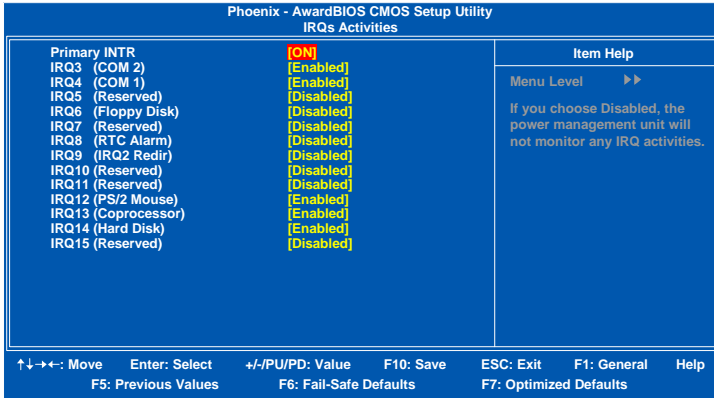 Phoenix - AwardBIOS CMOS Setup Utility
IRQs Activities
Primary INTR [ON]
IRQ3 (COM 2) [Enabled]
IRQ4 (COM 1) [Enabled]
IRQ5 (Reserved) [Disabled]
IRQ6 (Floppy Disk) [Disabled]
IRQ7 (Reserved) [Disabled]
IRQ8 (RTC Alarm) [Disabled]
IRQ9 (IRQ2 Redir) [Disabled]
IRQ10 (Reserved) [Disabled]
IRQ11 (Reserved) [Disabled]
IRQ12 (PS/2 Mouse) [Enabled]
IRQ13 (Coprocessor) [Enabled]
IRQ14 (Hard Disk) [Enabled]
IRQ15 (Reserved) [Disabled]
Item Help
Menu Level ▶▶
If you choose Disabled, the
power management unit will
not monitor any IRQ activities.
↑↓→←: Move Enter: Select +/-/PU/PD: Value F10: Save ESC: Exit F1: General Help
F5: Previous Values F6: Fail-Safe Defaults F7: Optimized Defaults